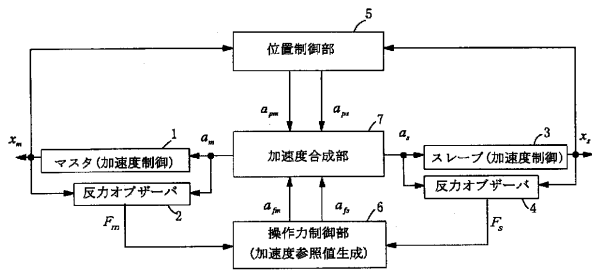 5
位置制御部
a_pm
a_ps
x_m
1
a_m
7
a_s
3
x_s
マスタ(加速度制御)
加速度合成部
スレーブ(加速度制御)
反力オブザーバ
反力オブザーバ
2
4
a_fm
a_fs
6
F_m
F_s
操作力制御部
(加速度参照値生成)